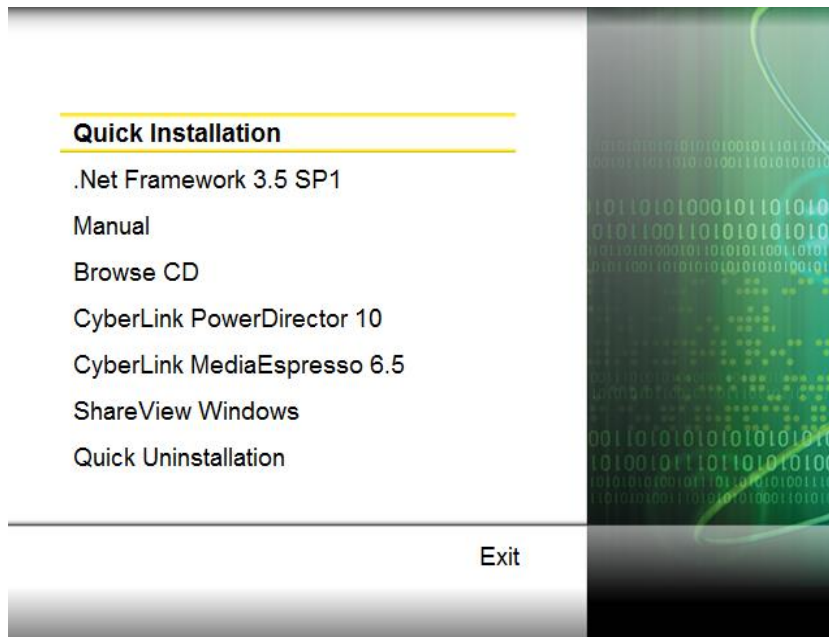 Quick Installation
.Net Framework 3.5 SP1
Manual
Browse CD
CyberLink PowerDirector 10
CyberLink MediaEspresso 6.5
ShareView Windows
Quick Uninstallation
Exit